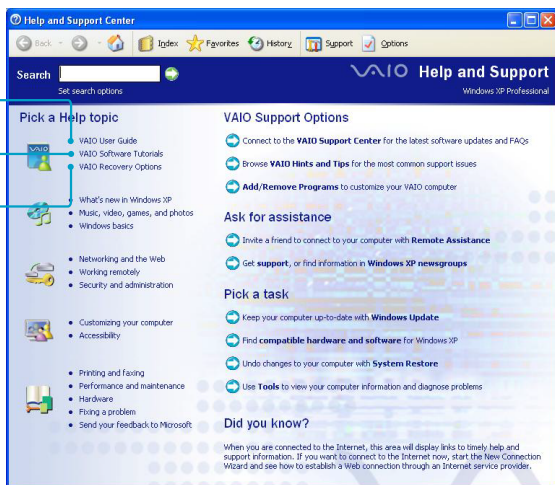 Help and Support Center
Back
Index
Favorites
History
Support
Options
Search
Set search options
VAIO Help and Support
Windows XP Professional
Pick a Help topic
VAIO User Guide
VAIO Software Tutorials
VAIO Recovery Options
What's new in Windows XP
Music, video, games, and photos
Windows basics
Networking and the Web
Working remotely
Security and administration
Customizing your computer
Accessibility
Printing and faxing
Performance and maintenance
Hardware
Fixing a problem
Send your feedback to Microsoft
VAIO Support Options
Connect to the VAIO Support Center for the latest software updates and FAQs
Browse VAIO Hints and Tips for the most common support issues
Add/Remove Programs to customize your VAIO computer
Ask for assistance
Invite a friend to connect to your computer with Remote Assistance
Get support, or find information in Windows XP newsgroups
Pick a task
Keep your computer up-to-date with Windows Update
Find compatible hardware and software for Windows XP
Undo changes to your computer with System Restore
Use Tools to view your computer information and diagnose problems
Did you know?
When you are connected to the Internet, this area will display links to timely help and
support information. If you want to connect to the Internet now, start the New Connection
Wizard and see how to establish a Web connection through an Internet service provider.